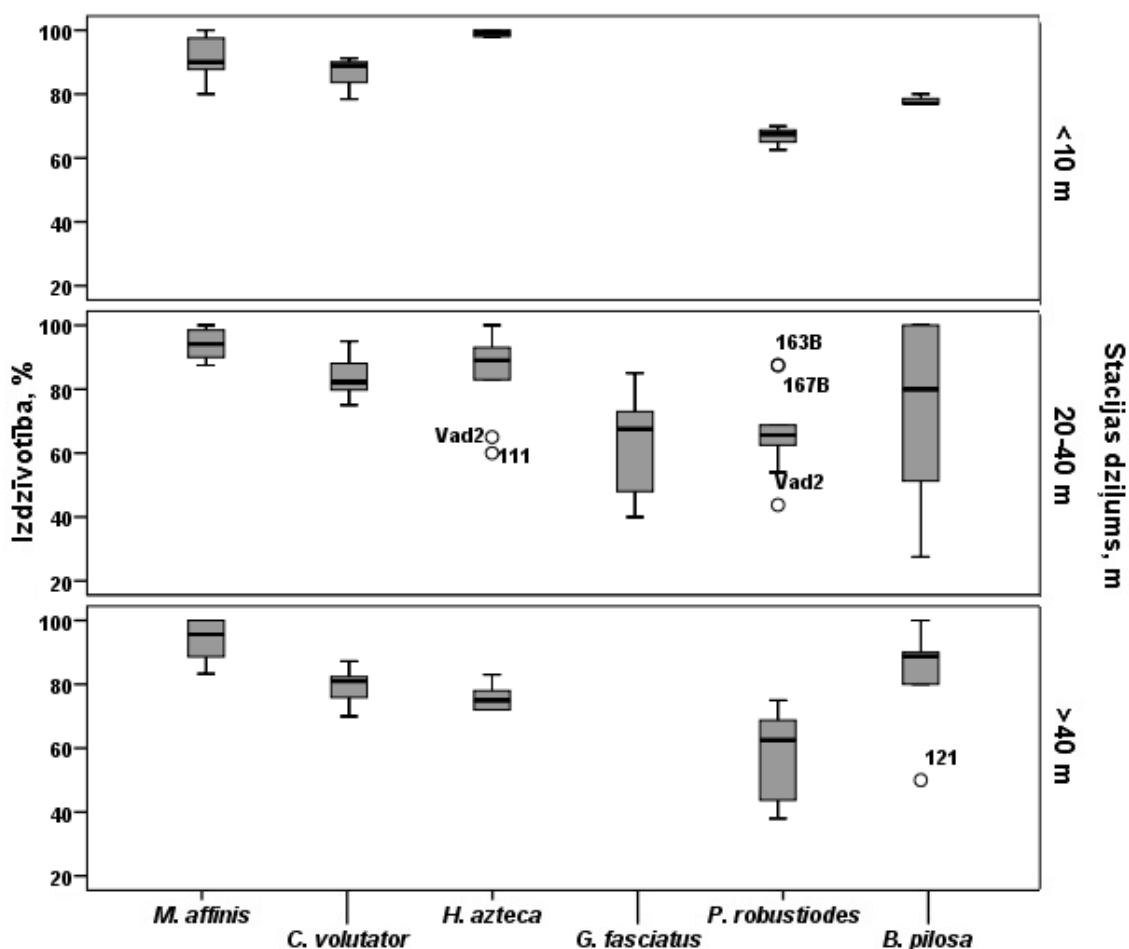 100
80
60
40
20
<10 m
100
80
60
40
20
163B
167B
Vad2
111
Vad2
20-40 m
Izdzīvotība, %
Stacijas dziļums, m
100
80
60
40
20
121
>40 m
M. affinis
C. volutator
H. azteca
G. fasciatus
P. robustiodes
B. pilosa